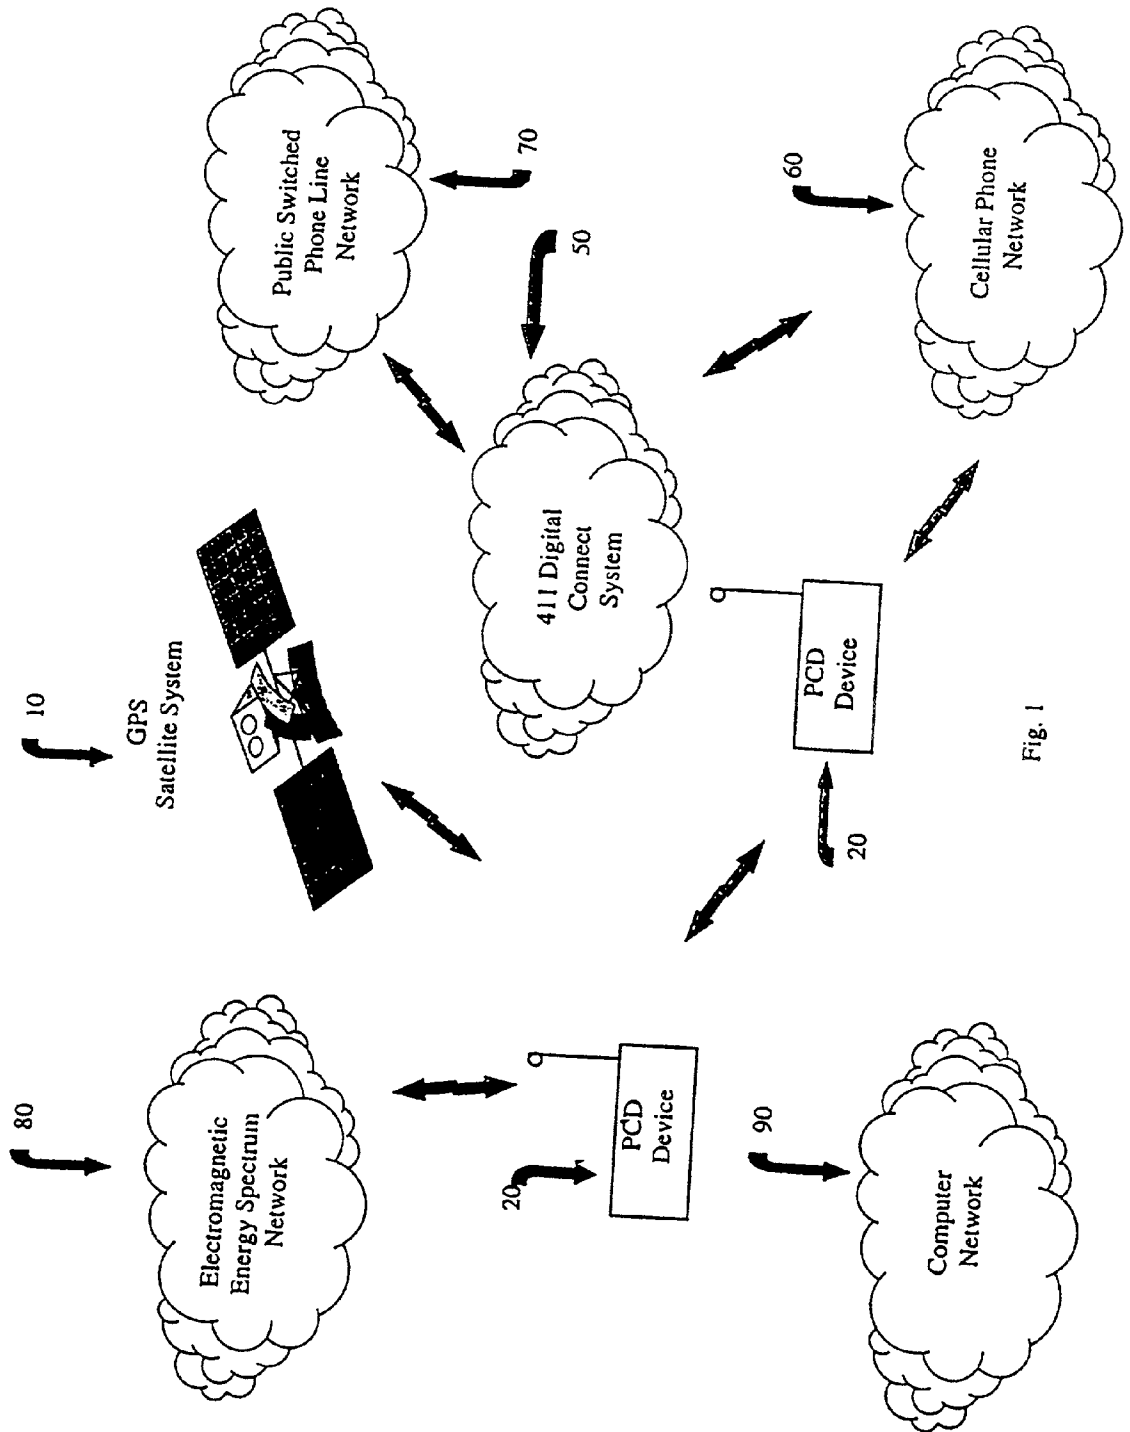 80
Electromagnetic
Energy Spectrum
Network
10
GPS
Satellite System
Public Switched
Phone Line
Network
70
50
411 Digital
Connect
System
20
PCD
Device
20
PCD
Device
90
Computer
Network
60
Cellular Phone
Network
Fig. 1